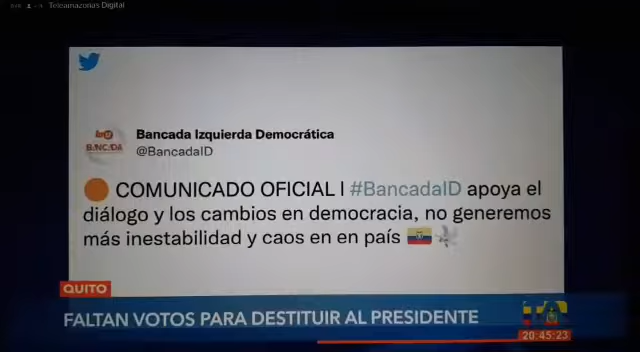 Teleamazonas Digital
Bancada Izquierda Democrática
BANCADA
@BancadaID
COMUNICADO OFICIAL | #BancadaID apoya el
diálogo y los cambios en democracia, no generemos
más inestabilidad y caos en en país
QUITO
FALTAN VOTOS PARA DESTITUIR AL PRESIDENTE
20:45:23